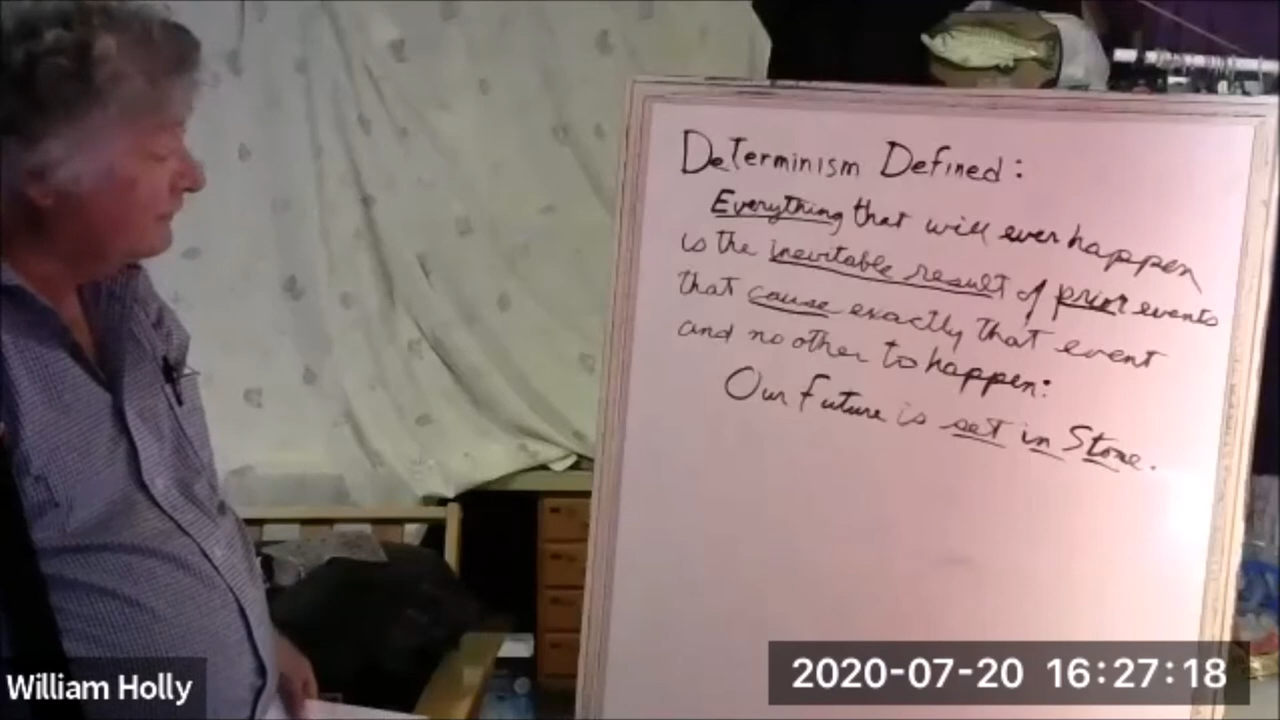 Determinism Defined:
Everything that will ever happen
is the inevitable result of prior events
that cause exactly that event
and no other to happen:
Our Future is set in Stone.
William Holly
2020-07-20 16:27:18